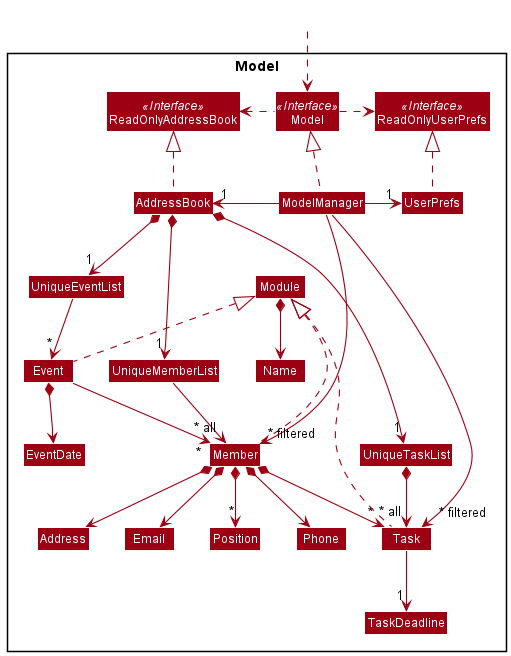 Model
«Interface»
ReadOnlyAddressBook
«Interface»
Model
«Interface»
ReadOnlyUserPrefs
AddressBook
1
ModelManager
1
UserPrefs
1
UniqueEventList
Module
*
1
1
Event
UniqueMemberList
Name
* all
* filtered
*
EventDate
Member
UniqueTaskList
*
*
* all
* filtered
Address
Email
Position
Phone
Task
1
TaskDeadline